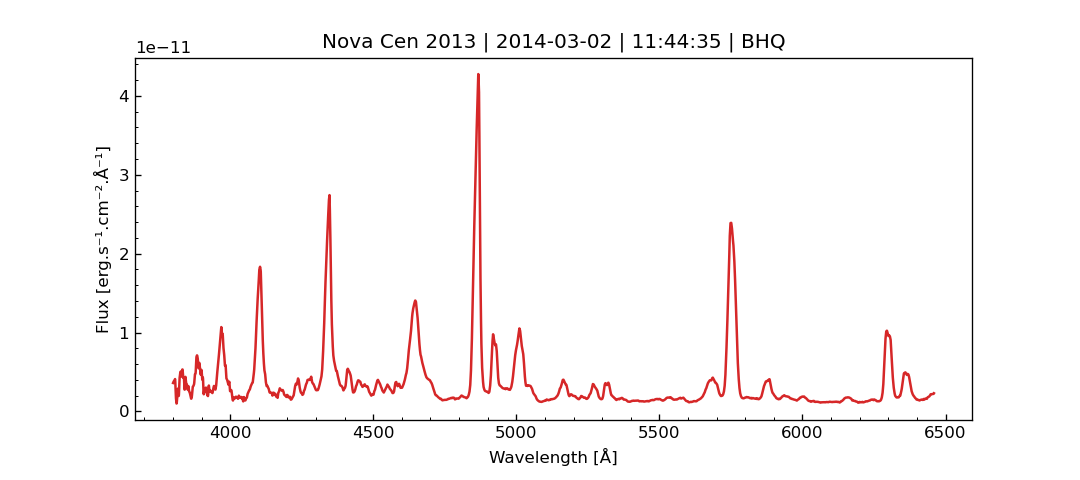 Nova Cen 2013 | 2014-03-02 | 11:44:35 | BHQ
1e−11
4
3
2
1
0
Flux [erg.s⁻¹.cm⁻².Å⁻¹]
4000 4500 5000 5500 6000 6500
Wavelength [Å]